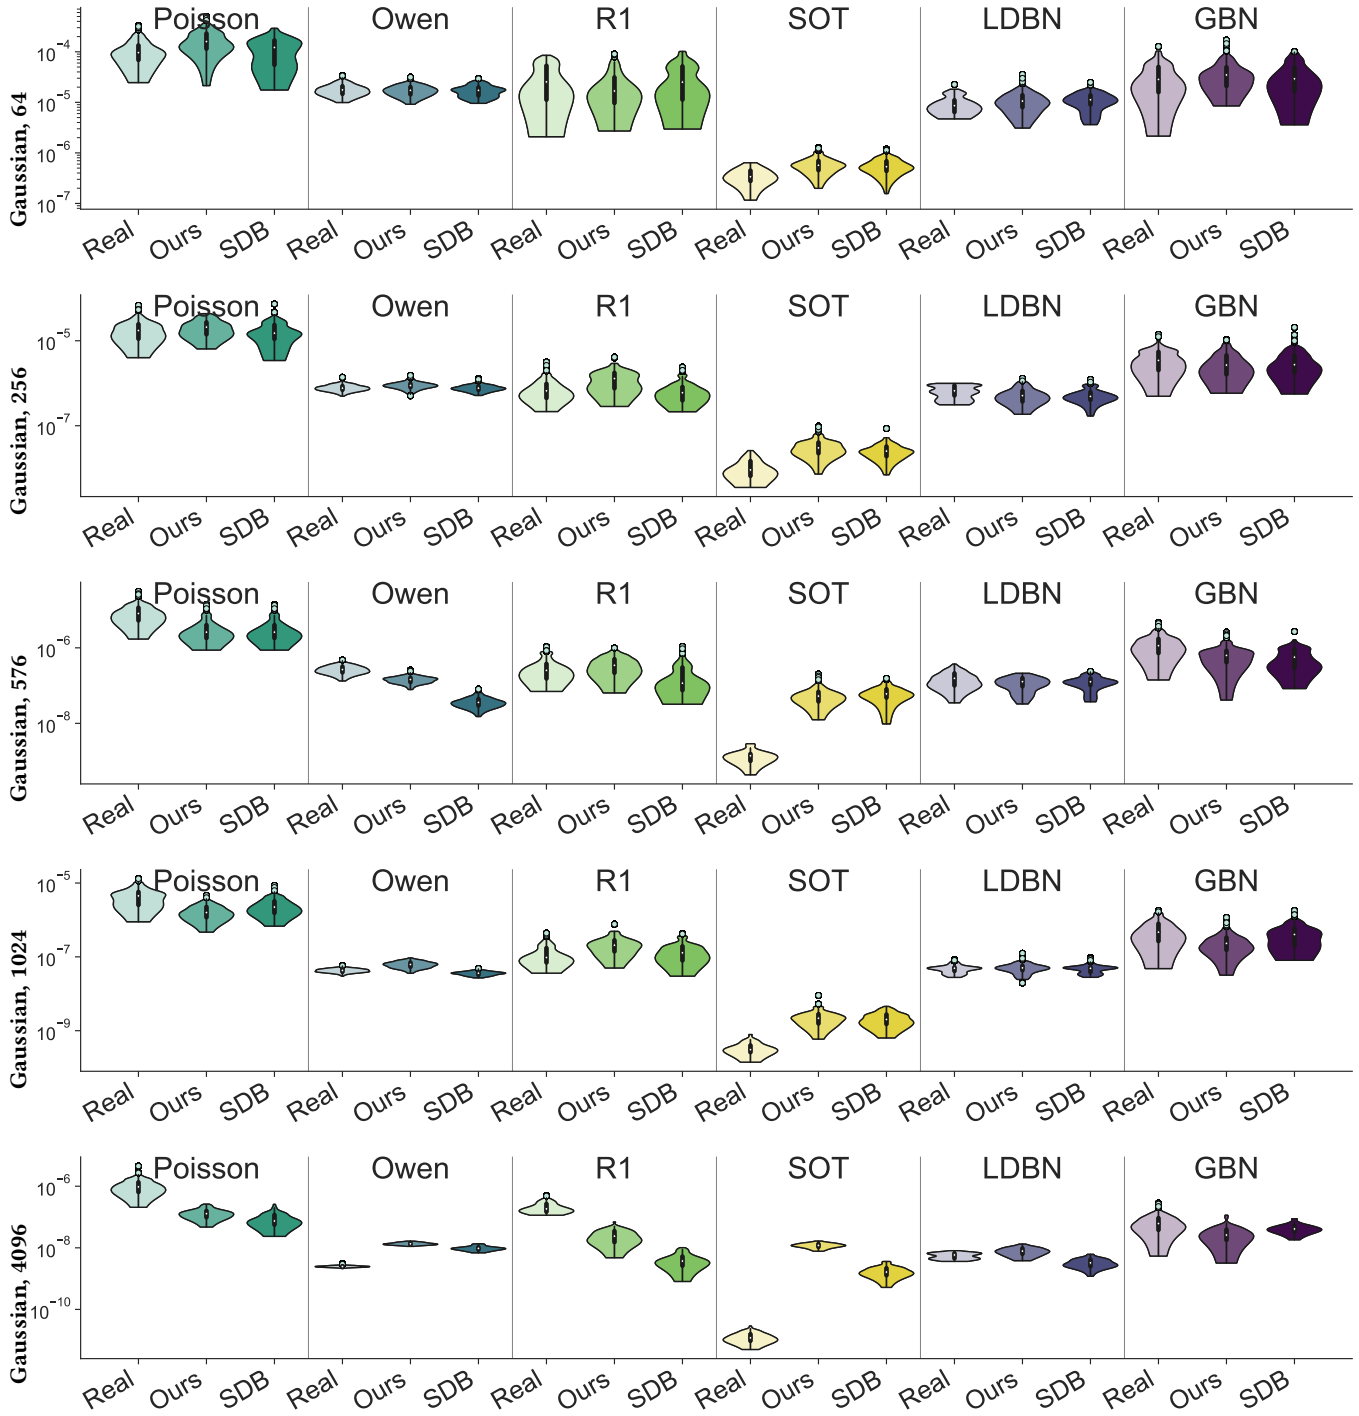 Poisson Owen R1 SOT LDBN GBN
Gaussian, 64
10−4
10−5
10−6
10−7
Real Ours SDB Real Ours SDB Real Ours SDB Real Ours SDB Real Ours SDB Real Ours SDB
Poisson Owen R1 SOT LDBN GBN
Gaussian, 256
10−5
10−7
Real Ours SDB Real Ours SDB Real Ours SDB Real Ours SDB Real Ours SDB Real Ours SDB
Poisson Owen R1 SOT LDBN GBN
Gaussian, 576
10−6
10−8
Real Ours SDB Real Ours SDB Real Ours SDB Real Ours SDB Real Ours SDB Real Ours SDB
Poisson Owen R1 SOT LDBN GBN
Gaussian, 1024
10−5
10−7
10−9
Real Ours SDB Real Ours SDB Real Ours SDB Real Ours SDB Real Ours SDB Real Ours SDB
Poisson Owen R1 SOT LDBN GBN
Gaussian, 4096
10−6
10−8
10−10
Real Ours SDB Real Ours SDB Real Ours SDB Real Ours SDB Real Ours SDB Real Ours SDB